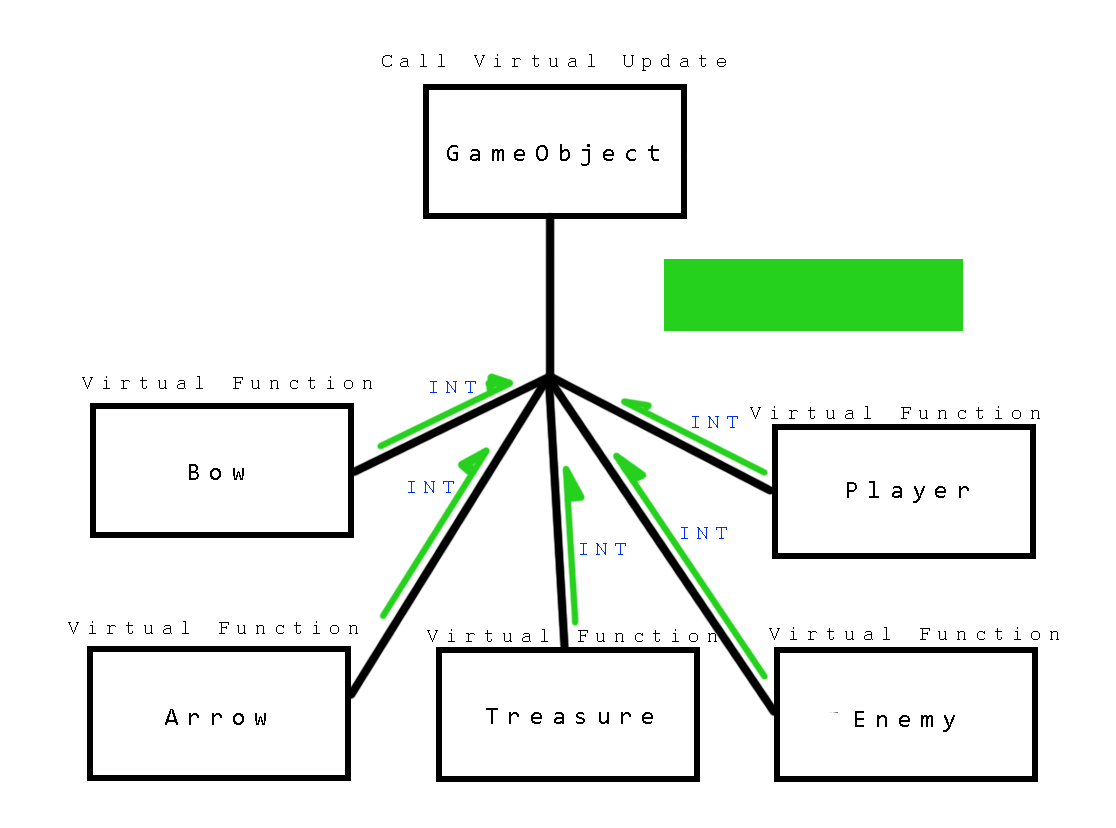 Call Virtual Update
GameObject
Virtual Function
INT
Bow
INT
Virtual Function
Player
INT
INT
INT
Virtual Function
Arrow
Virtual Function
Treasure
Virtual Function
Enemy